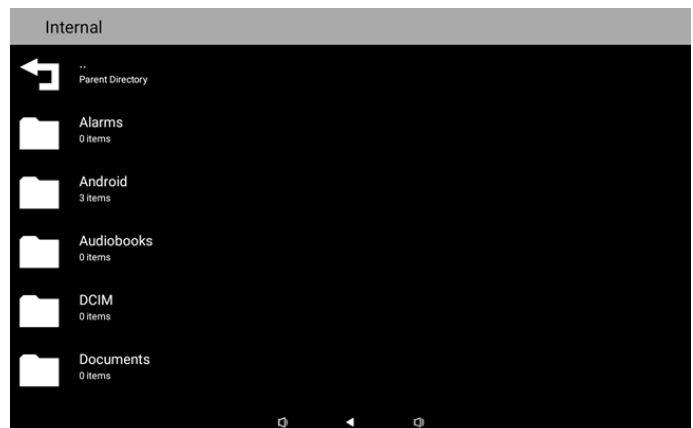 Internal
..
Parent Directory
Alarms
0 items
Android
3 items
Audiobooks
0 items
DCIM
0 items
Documents
0 items